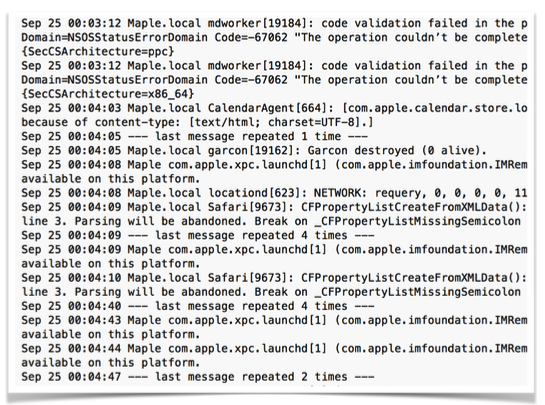 Sep 25 00:03:12 Maple.local mdworker[19184]: code validation failed in the p
Domain=NSOSStatusErrorDomain Code=-67062 "The operation couldn’t be complete
{SecCSArchitecture=ppc}
Sep 25 00:03:12 Maple.local mdworker[19184]: code validation failed in the p
Domain=NSOSStatusErrorDomain Code=-67062 "The operation couldn’t be complete
{SecCSArchitecture=x86_64}
Sep 25 00:04:03 Maple.local CalendarAgent[664]: [com.apple.calendar.store.lo
because of content-type: [text/html; charset=UTF-8].]
Sep 25 00:04:05 --- last message repeated 1 time ---
Sep 25 00:04:05 Maple.local garcon[19162]: Garcon destroyed (0 alive).
Sep 25 00:04:08 Maple com.apple.xpc.launchd[1] (com.apple.imfoundation.IMRem
available on this platform.
Sep 25 00:04:08 Maple.local locationd[623]: NETWORK: requery, 0, 0, 0, 0, 11
Sep 25 00:04:09 Maple.local Safari[9673]: CFPropertyListCreateFromXMLData():
line 3. Parsing will be abandoned. Break on _CFPropertyListMissingSemicolon
Sep 25 00:04:09 --- last message repeated 4 times ---
Sep 25 00:04:09 Maple com.apple.xpc.launchd[1] (com.apple.imfoundation.IMRem
available on this platform.
Sep 25 00:04:10 Maple.local Safari[9673]: CFPropertyListCreateFromXMLData():
line 3. Parsing will be abandoned. Break on _CFPropertyListMissingSemicolon
Sep 25 00:04:40 --- last message repeated 4 times ---
Sep 25 00:04:43 Maple com.apple.xpc.launchd[1] (com.apple.imfoundation.IMRem
available on this platform.
Sep 25 00:04:44 Maple com.apple.xpc.launchd[1] (com.apple.imfoundation.IMRem
available on this platform.
Sep 25 00:04:47 --- last message repeated 2 times ---